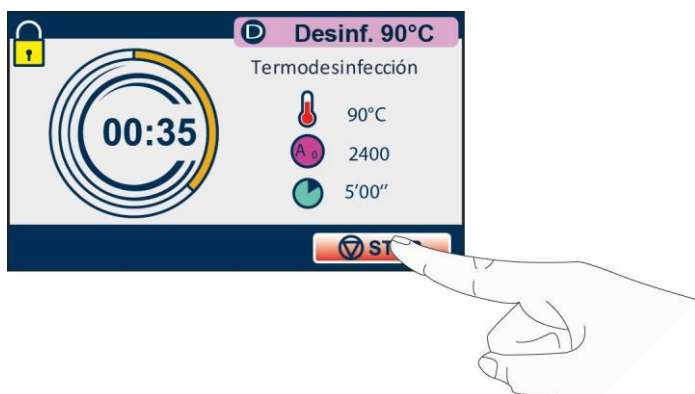 D Desinf. 90°C
Termodesinfección
00:35
90°C
A0 2400
5'00’’